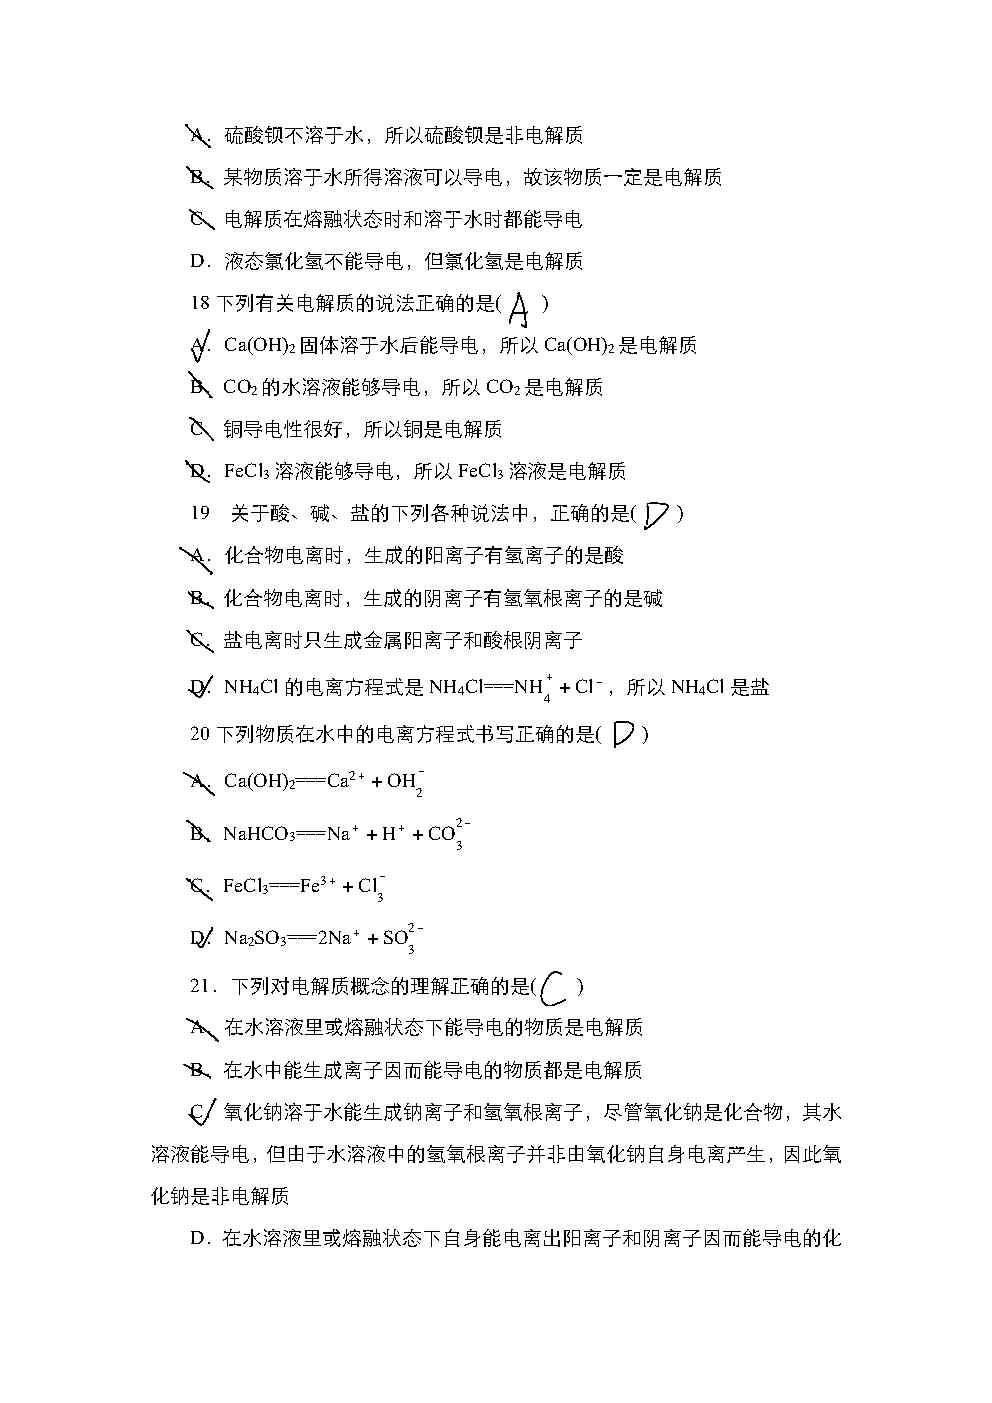 A．硫酸钡不溶于水，所以硫酸钡是非电解质
B．某物质溶于水所得溶液可以导电，故该物质一定是电解质
C．电解质在熔融状态时和溶于水时都能导电
D．液态氯化氢不能导电，但氯化氢是电解质
18 下列有关电解质的说法正确的是( A )
A．Ca(OH)₂ 固体溶于水后能导电，所以 Ca(OH)₂ 是电解质
B．CO₂ 的水溶液能够导电，所以 CO₂ 是电解质
C．铜导电性很好，所以铜是电解质
D．FeCl₃ 溶液能够导电，所以 FeCl₃ 溶液是电解质
19 关于酸、碱、盐的下列各种说法中，正确的是( D )
A．化合物电离时，生成的阳离子有氢离子的是酸
B．化合物电离时，生成的阴离子有氢氧根离子的是碱
C．盐电离时只生成金属阳离子和酸根阴离子
D．NH₄Cl 的电离方程式是 NH₄Cl===NH₄⁺＋Cl⁻，所以 NH₄Cl 是盐
20 下列物质在水中的电离方程式书写正确的是( D )
A．Ca(OH)₂===Ca²⁺＋OH₂⁻
B．NaHCO₃===Na⁺＋H⁺＋CO₃²⁻
C．FeCl₃===Fe³⁺＋Cl₃⁻
D．Na₂SO₃===2Na⁺＋SO₃²⁻
21．下列对电解质概念的理解正确的是( C )
A．在水溶液里或熔融状态下能导电的物质是电解质
B．在水中能生成离子因而能导电的物质都是电解质
C．氧化钠溶于水能生成钠离子和氢氧根离子，尽管氧化钠是化合物，其水
溶液能导电，但由于水溶液中的氢氧根离子并非由氧化钠自身电离产生，因此氧
化钠是非电解质
D．在水溶液里或熔融状态下自身能电离出阳离子和阴离子因而能导电的化